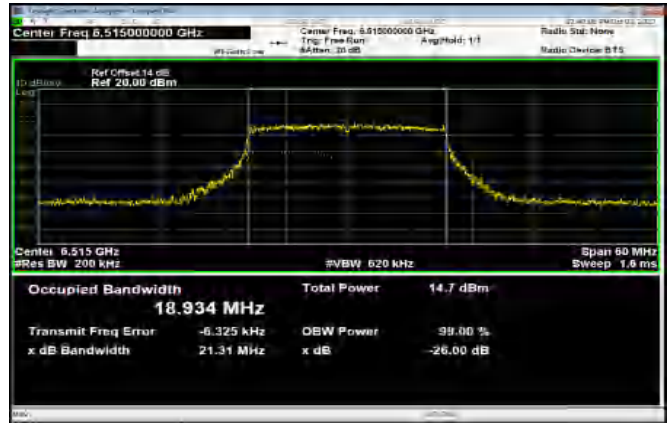 Center Freq 6.515000000 GHz
Center Freq: 6.515000000 GHz
Trig: Free Run
Avg|Hold: 1/1
#Atten: 20 dB
Radio Std: None
Radio Device: BTS
Ref Offset 14 dB
Ref 20.00 dBm
10 dB/div
Log
Center 6.515 GHz
Span 60 MHz
#Res BW 200 kHz
#VBW 620 kHz
Sweep 1.6 ms
Occupied Bandwidth
18.934 MHz
Total Power
14.7 dBm
Transmit Freq Error
-6.325 kHz
OBW Power
99.00 %
x dB Bandwidth
21.31 MHz
x dB
-26.00 dB